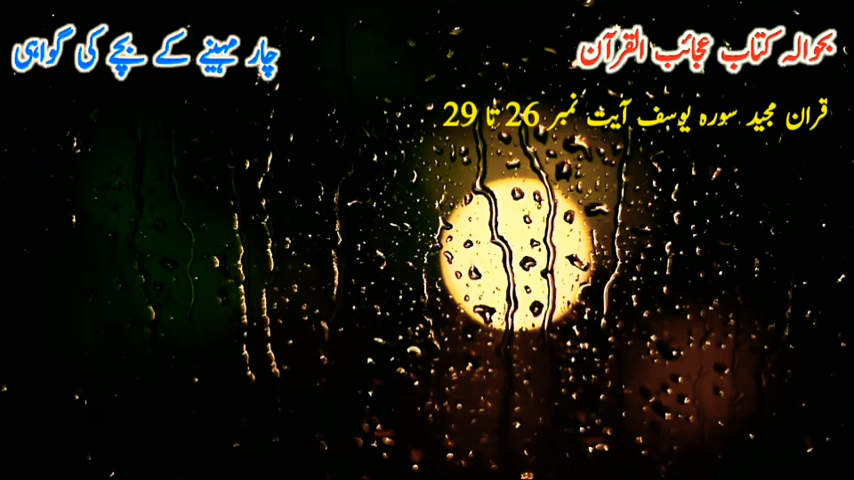 بحوالہ کتاب عجائب القرآن
چار مہینے کے بچے کی گواہی
قران مجید سورہ یوسف آیت نمبر 26 تا 29